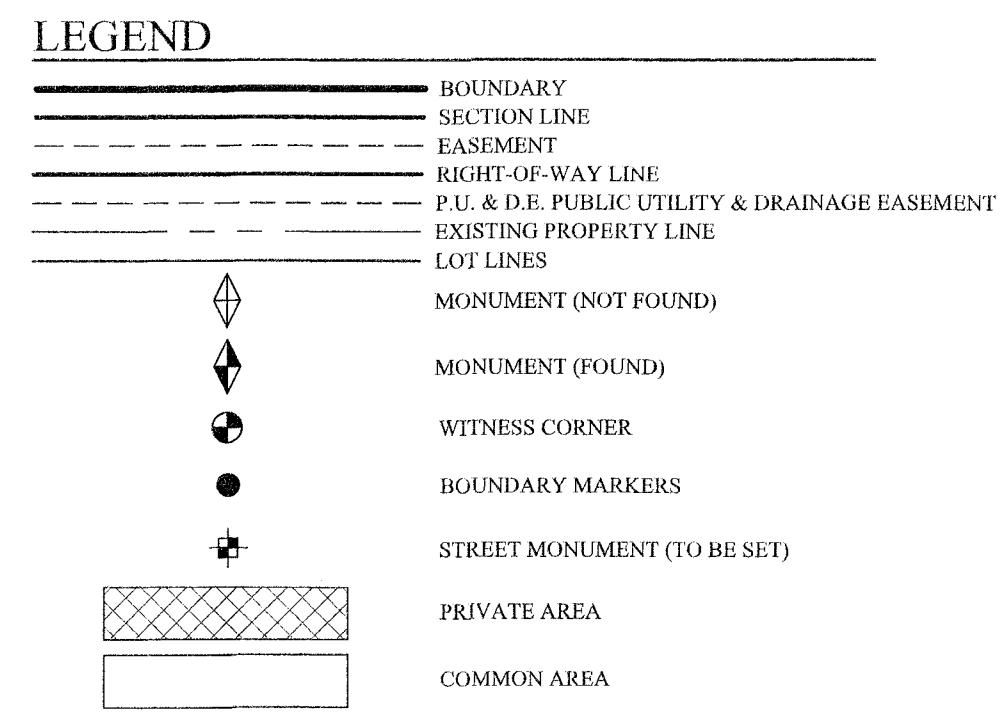 LEGEND
BOUNDARY
SECTION LINE
EASEMENT
RIGHT-OF-WAY LINE
P.U. & D.E. PUBLIC UTILITY & DRAINAGE EASEMENT
EXISTING PROPERTY LINE
LOT LINES
MONUMENT (NOT FOUND)
MONUMENT (FOUND)
WITNESS CORNER
BOUNDARY MARKERS
STREET MONUMENT (TO BE SET)
PRIVATE AREA
COMMON AREA